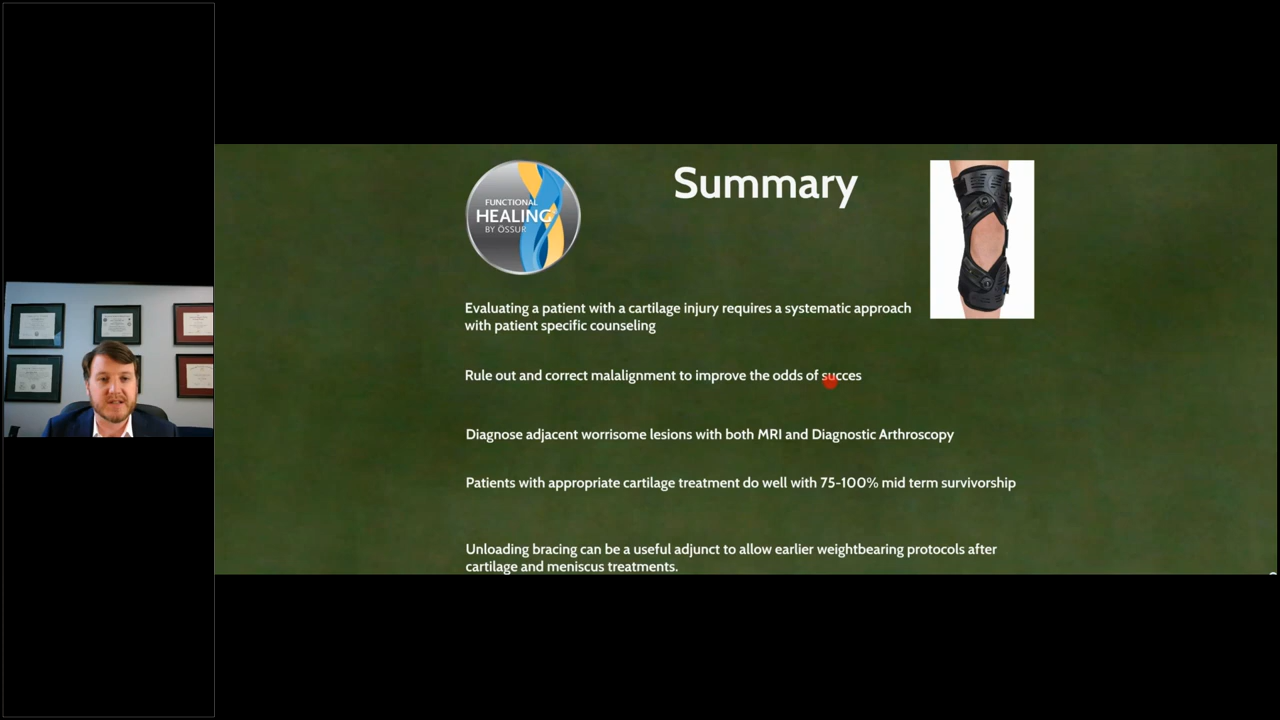 Summary
FUNCTIONAL
HEALING
BY ÖSSUR
Evaluating a patient with a cartilage injury requires a systematic approach
with patient specific counseling
Rule out and correct malalignment to improve the odds of succes
Diagnose adjacent worrisome lesions with both MRI and Diagnostic Arthroscopy
Patients with appropriate cartilage treatment do well with 75-100% mid term survivorship
Unloading bracing can be a useful adjunct to allow earlier weightbearing protocols after
cartilage and meniscus treatments.